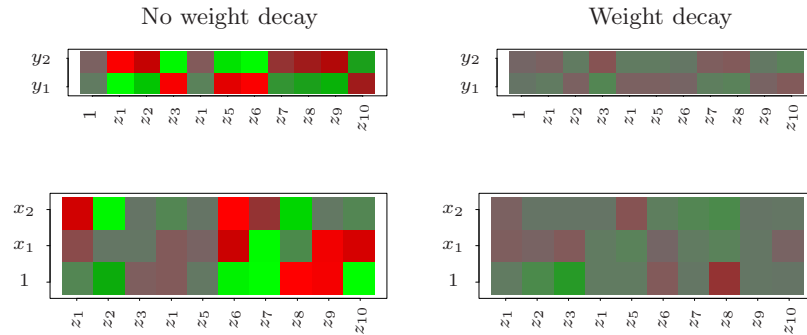 No weight decay
Weight decay
y2
y1
1 z1 z2 z3 z1 z5 z6 z7 z8 z9 z10
1 z1 z2 z3 z1 z5 z6 z7 z8 z9 z10
y2
y1
x2
x1
1
z1 z2 z3 z1 z5 z6 z7 z8 z9 z10
x2
x1
1
z1 z2 z3 z1 z5 z6 z7 z8 z9 z10